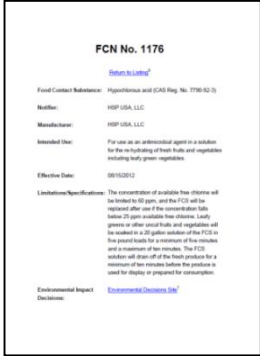 FCN No. 1176
Return to Listing
Food Contact Substance: Hypochlorous acid (CAS Reg. No. 7790-92-3)
Notifier: HSP USA, LLC
Manufacturer: HSP USA, LLC
Intended Use: For use as an antimicrobial agent in a solution
for the re-hydrating of fresh fruits and vegetables
including leafy green vegetables.
Effective Date: 08/15/2012
Limitations/Specifications: The concentration of available free chlorine will
be limited to 60 ppm, and the FCS will be
replaced after use if the concentration falls
below 25 ppm available free chlorine. Leafy
greens or other uncut fruits and vegetables will
be soaked in a 20 gallon solution of the FCS in
five pound loads for a minimum of five minutes
and a maximum of ten minutes. The FCS
solution will drain off of the fresh produce for a
minimum of ten minutes before the produce is
used for display or prepared for consumption.
Environmental Impact Environmental Decisions Site
Decisions: